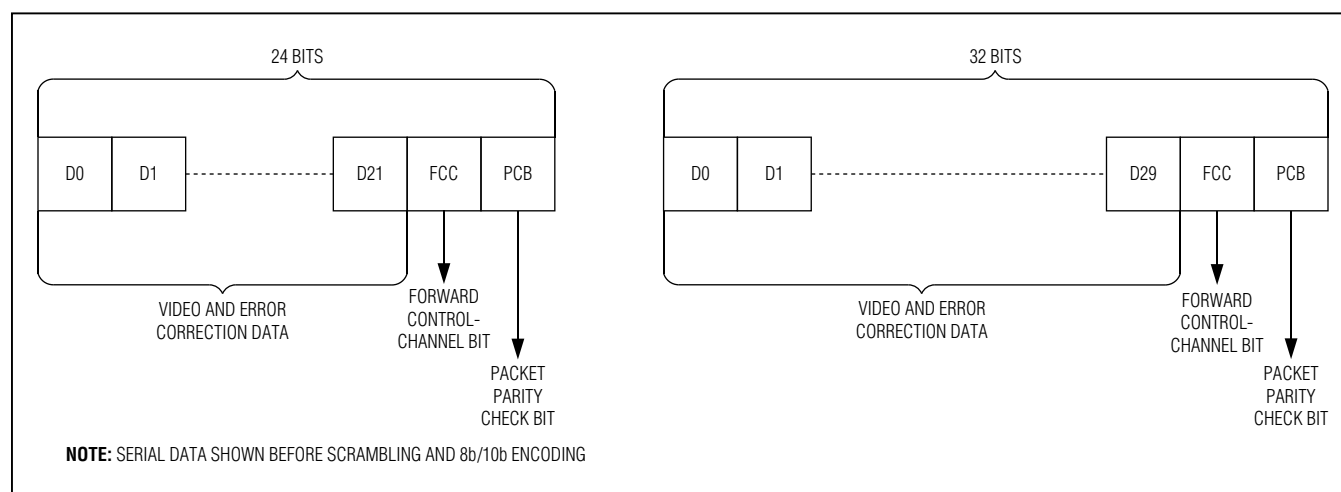 24 BITS
D0 D1 D21 FCC PCB
VIDEO AND ERROR
CORRECTION DATA
FORWARD
CONTROL-
CHANNEL BIT
PACKET
PARITY
CHECK BIT
32 BITS
D0 D1 D29 FCC PCB
VIDEO AND ERROR
CORRECTION DATA
FORWARD
CONTROL-
CHANNEL BIT
PACKET
PARITY
CHECK BIT
NOTE: SERIAL DATA SHOWN BEFORE SCRAMBLING AND 8b/10b ENCODING